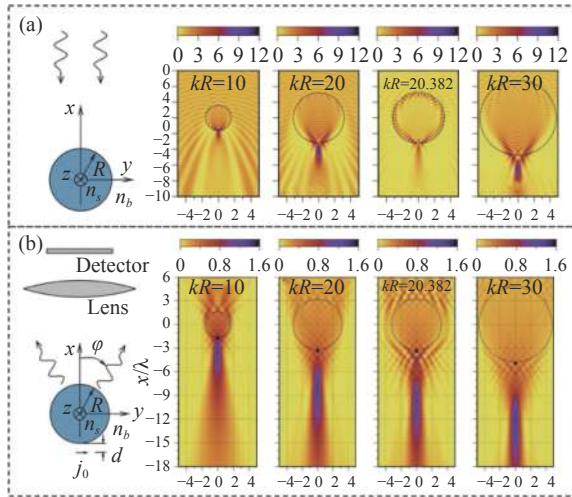 (a)
0 3 6 9 12 0 3 6 9 12 0 3 6 9 12 0 3 6 9 12
kR=10 kR=20 kR=20.382 kR=30
6
4
2
0
−2
−4
−6
−8
−10
x
y
z
R
n_s
n_b
−4−2 0 2 4 −4−2 0 2 4 −4−2 0 2 4 −4−2 0 2 4
(b)
Detector
Lens
0 0.8 1.6 0 0.8 1.6 0 0.8 1.6 0 0.8 1.6
kR=10 kR=20 kR=20.382 kR=30
6
3
0
−3
−6
−9
−12
−15
−18
x/λ
x
φ
z
R
y
n_s
n_b
j_0
d
−4−2 0 2 4 −4−2 0 2 4 −4−2 0 2 4 −4−2 0 2 4